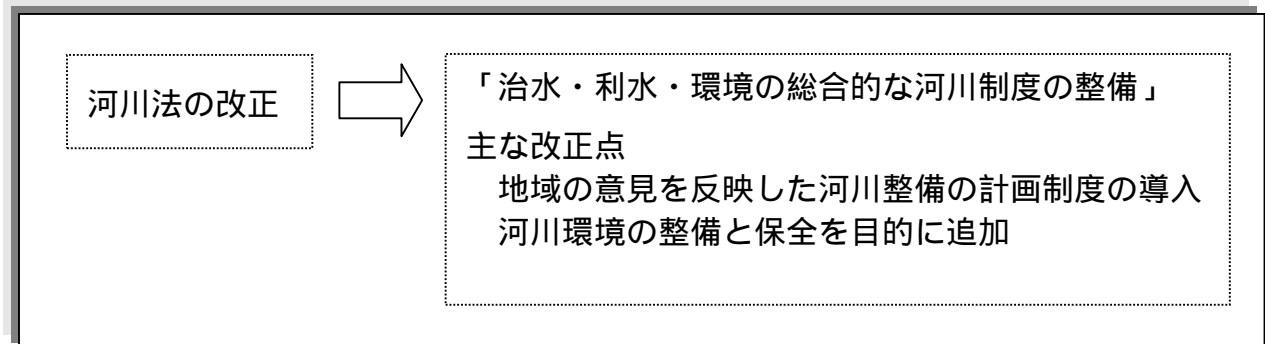 河川法の改正
「治水・利水・環境の総合的な河川制度の整備」
主な改正点
地域の意見を反映した河川整備の計画制度の導入
河川環境の整備と保全を目的に追加